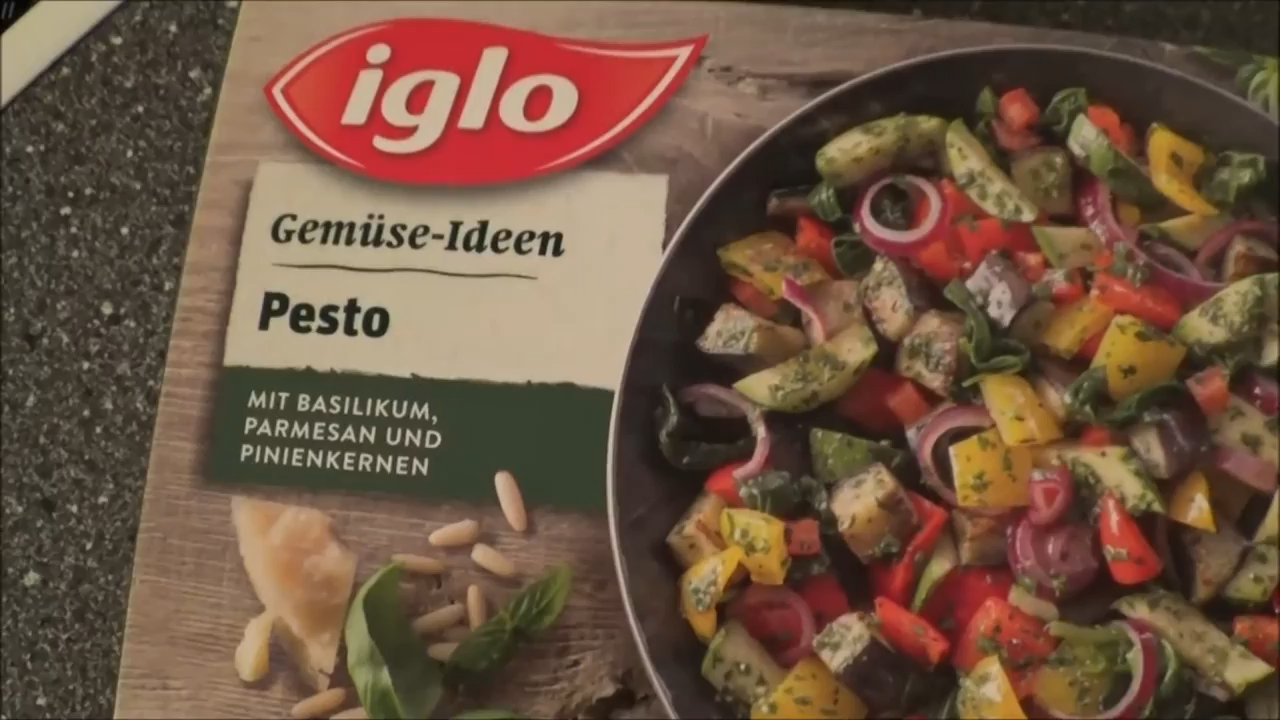 iglo
Gemüse-Ideen
Pesto
MIT BASILIKUM,
PARMESAN UND
PINIENKERNEN